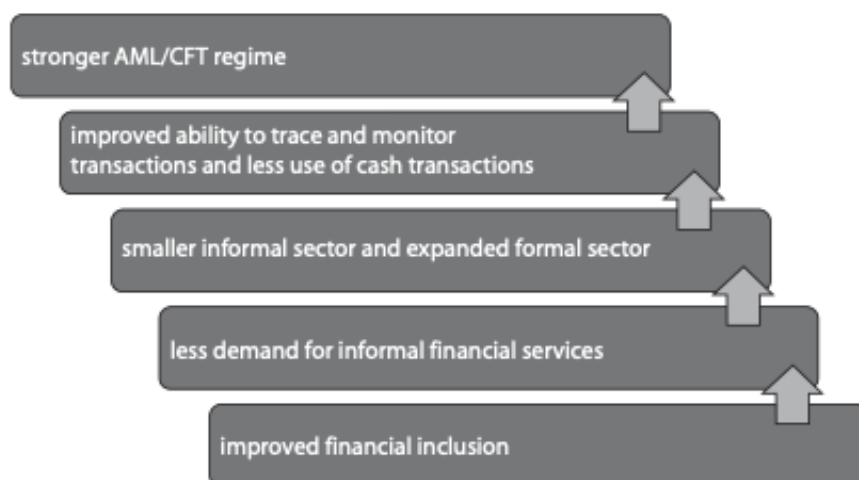 stronger AML/CFT regime
improved ability to trace and monitor
transactions and less use of cash transactions
smaller informal sector and expanded formal sector
less demand for informal financial services
improved financial inclusion